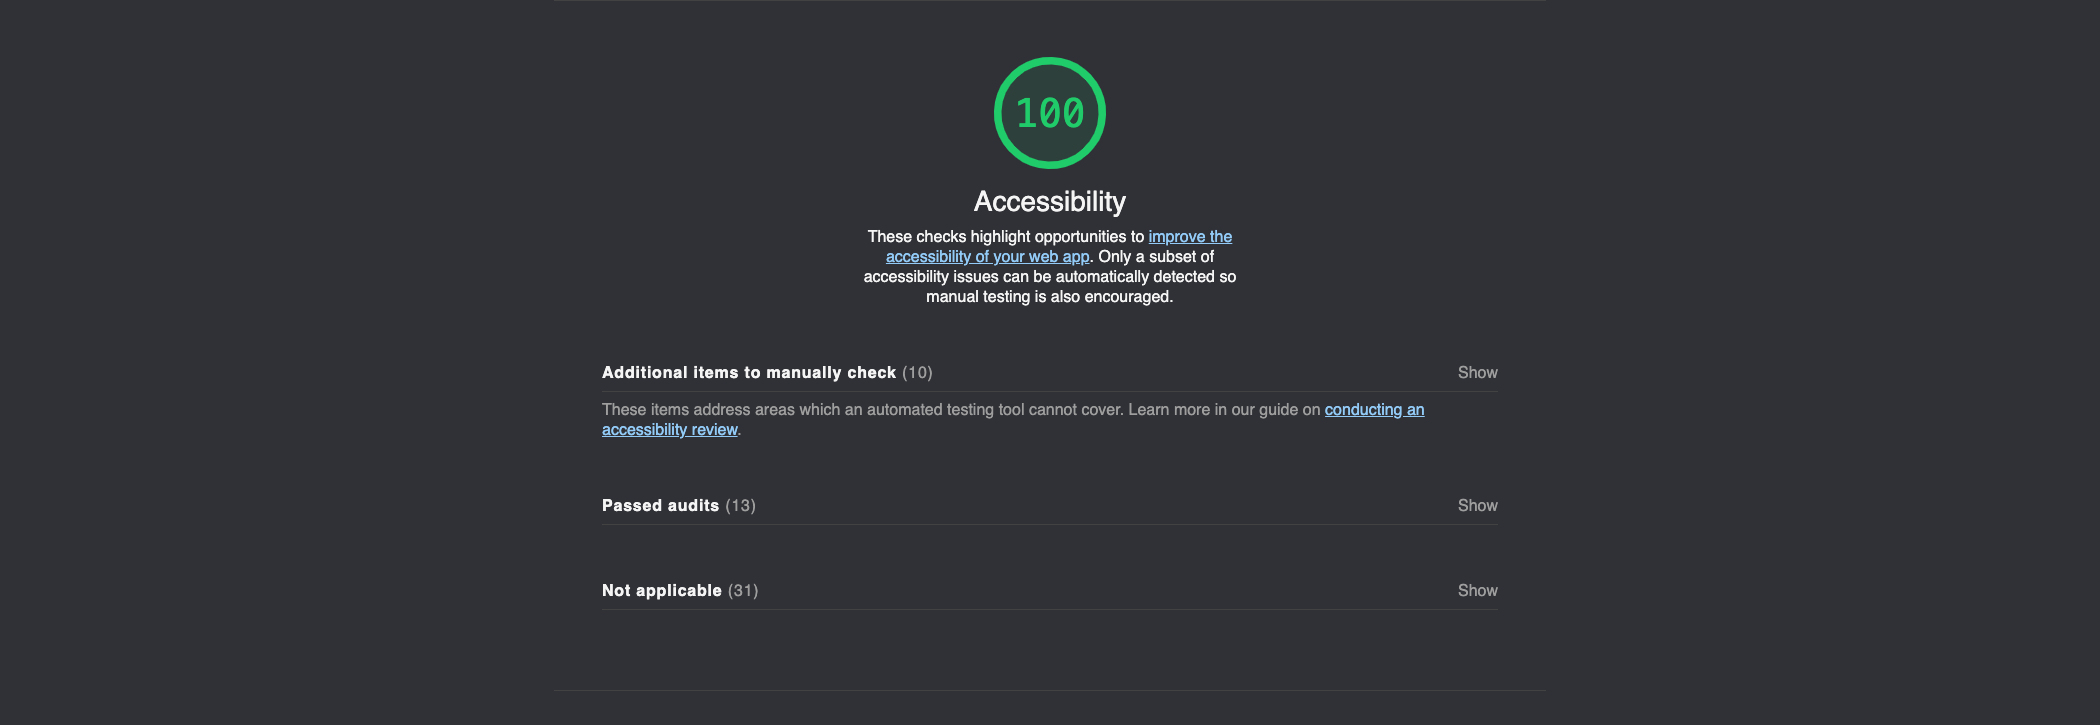 100
Accessibility
These checks highlight opportunities to improve the
accessibility of your web app. Only a subset of
accessibility issues can be automatically detected so
manual testing is also encouraged.
Additional items to manually check (10) Show
These items address areas which an automated testing tool cannot cover. Learn more in our guide on conducting an
accessibility review.
Passed audits (13) Show
Not applicable (31) Show